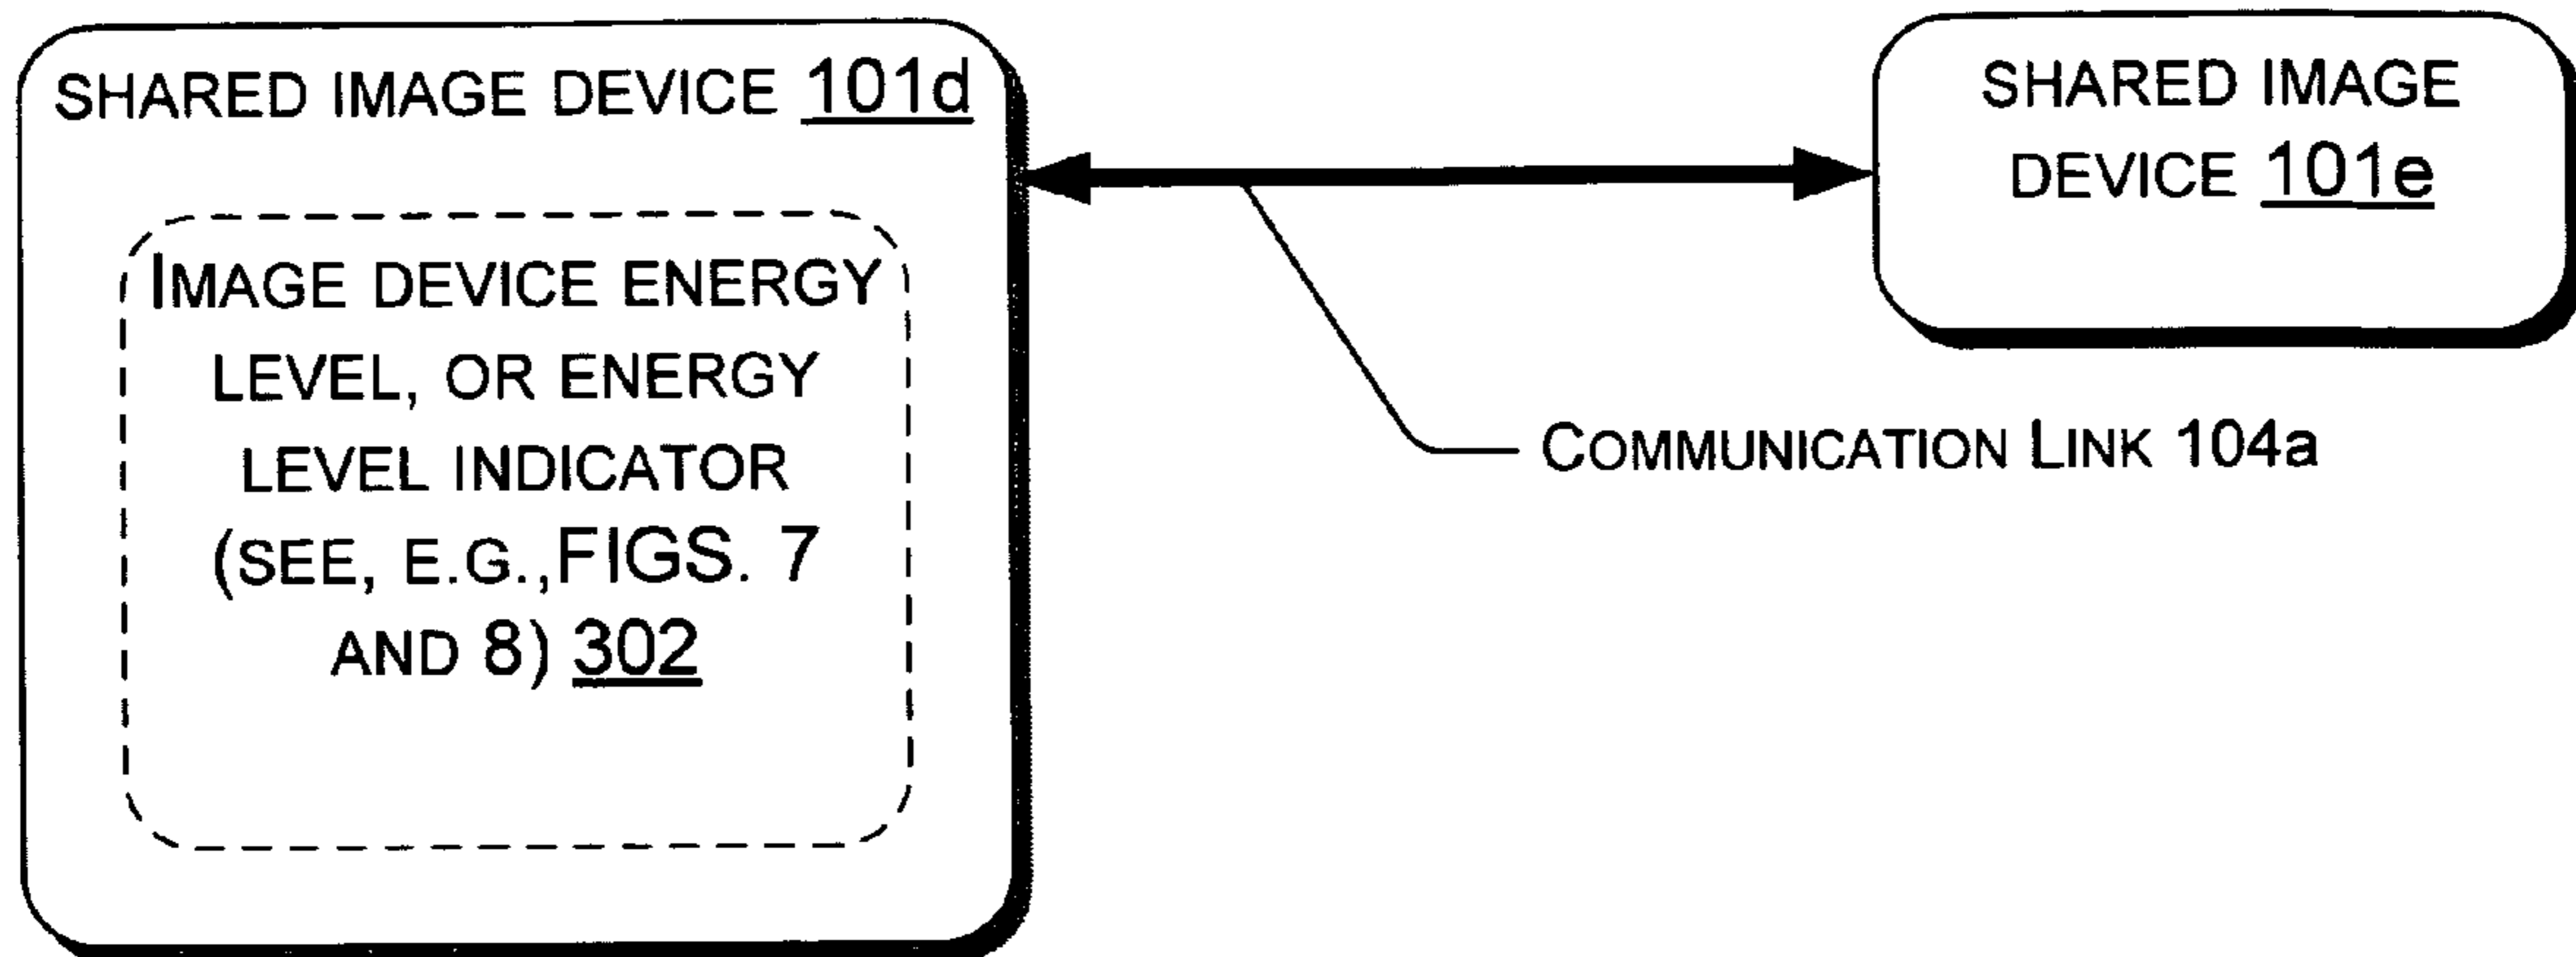 SHARED IMAGE DEVICE 101d
IMAGE DEVICE ENERGY
LEVEL, OR ENERGY
LEVEL INDICATOR
(SEE, E.G.,FIGS. 7
AND 8) 302
SHARED IMAGE
DEVICE 101e
COMMUNICATION LINK 104a